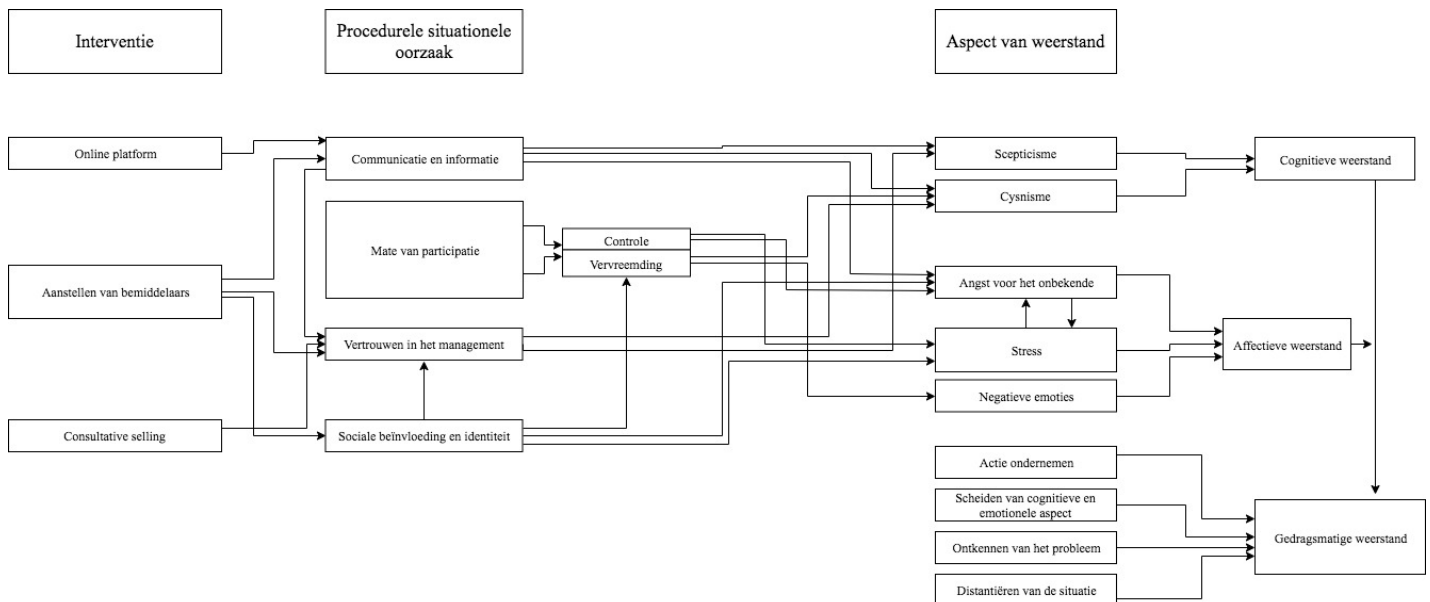 Interventie
Procedurele situationele
oorzaak
Aspect van weerstand
Online platform
Communicatie en informatie
Scepticisme
Cognitieve weerstand
Cysnisme
Mate van participatie
Controle
Vervreemding
Aanstellen van bemiddelaars
Angst voor het onbekende
Vertrouwen in het management
Stress
Affectieve weerstand
Negatieve emoties
Consultative selling
Sociale beïnvloeding en identiteit
Actie ondernemen
Scheiden van cognitieve en
emotionele aspect
Gedragsmatige weerstand
Ontkennen van het probleem
Distantiëren van de situatie